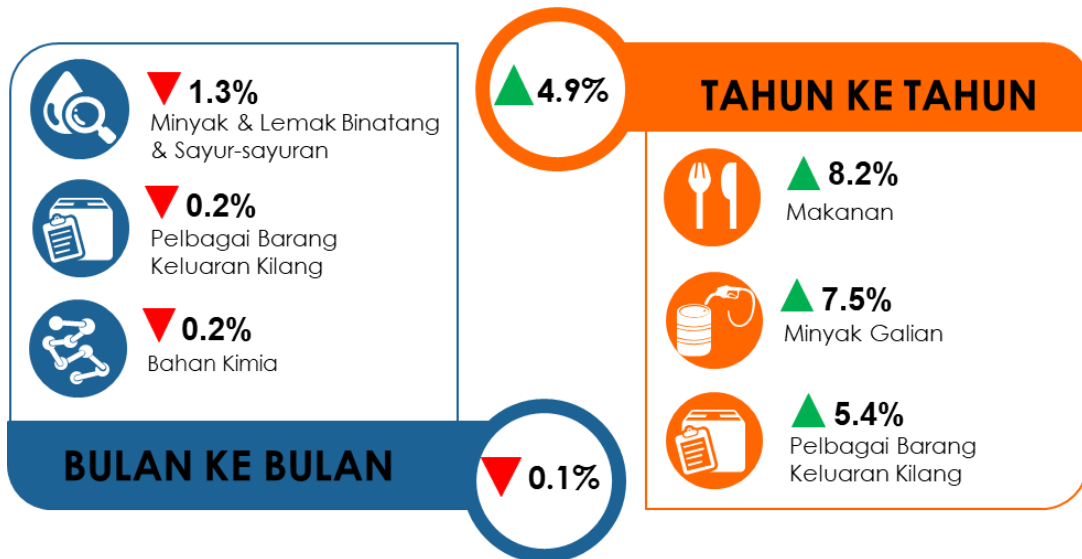 ▼ 1.3%
Minyak & Lemak Binatang
& Sayur-sayuran
▼ 0.2%
Pelbagai Barang
Keluaran Kilang
▼ 0.2%
Bahan Kimia
BULAN KE BULAN
▼ 0.1%
▲ 4.9%
TAHUN KE TAHUN
▲ 8.2%
Makanan
▲ 7.5%
Minyak Galian
▲ 5.4%
Pelbagai Barang
Keluaran Kilang